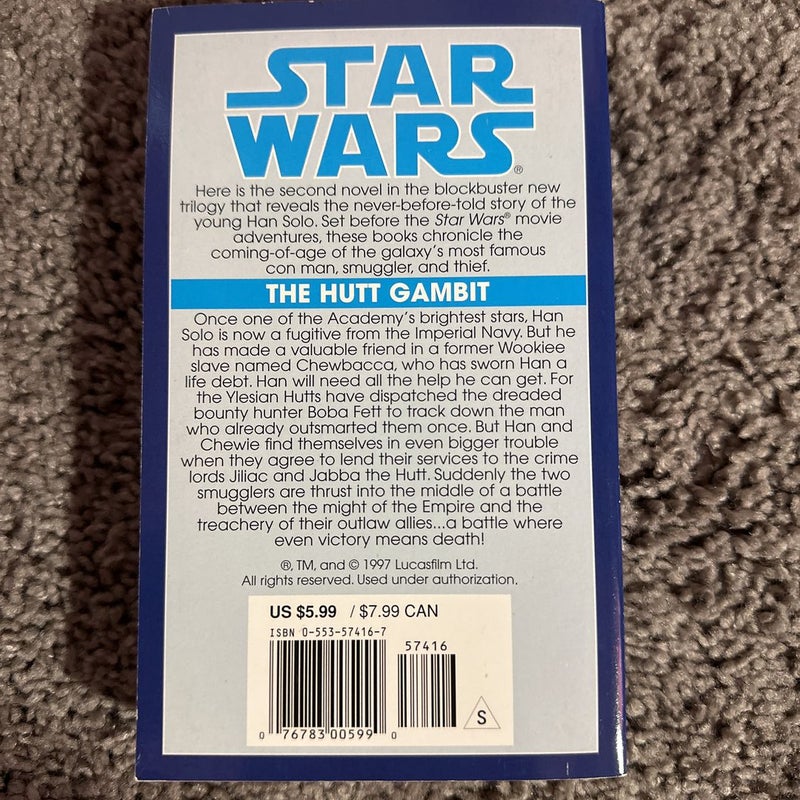 STAR
WARS®
Here is the second novel in the blockbuster new
trilogy that reveals the never-before-told story of the
young Han Solo. Set before the Star Wars® movie
adventures, these books chronicle the
coming-of-age of the galaxy's most famous
con man, smuggler, and thief.
THE HUTT GAMBIT
Once one of the Academy's brightest stars, Han
Solo is now a fugitive from the Imperial Navy. But he
has made a valuable friend in a former Wookiee
slave named Chewbacca, who has sworn Han a
life debt. Han will need all the help he can get. For
the Ylesian Hutts have dispatched the dreaded
bounty hunter Boba Fett to track down the man
who already outsmarted them once. But Han and
Chewie find themselves in even bigger trouble
when they agree to lend their services to the crime
lords Jiliac and Jabba the Hutt. Suddenly the two
smugglers are thrust into the middle of a battle
between the might of the Empire and the
treachery of their outlaw allies...a battle where
even victory means death!
®, TM, and © 1997 Lucasfilm Ltd.
All rights reserved. Used under authorization.
US $5.99 / $7.99 CAN
ISBN 0-553-57416-7
57416
S
0 76783 00599 0